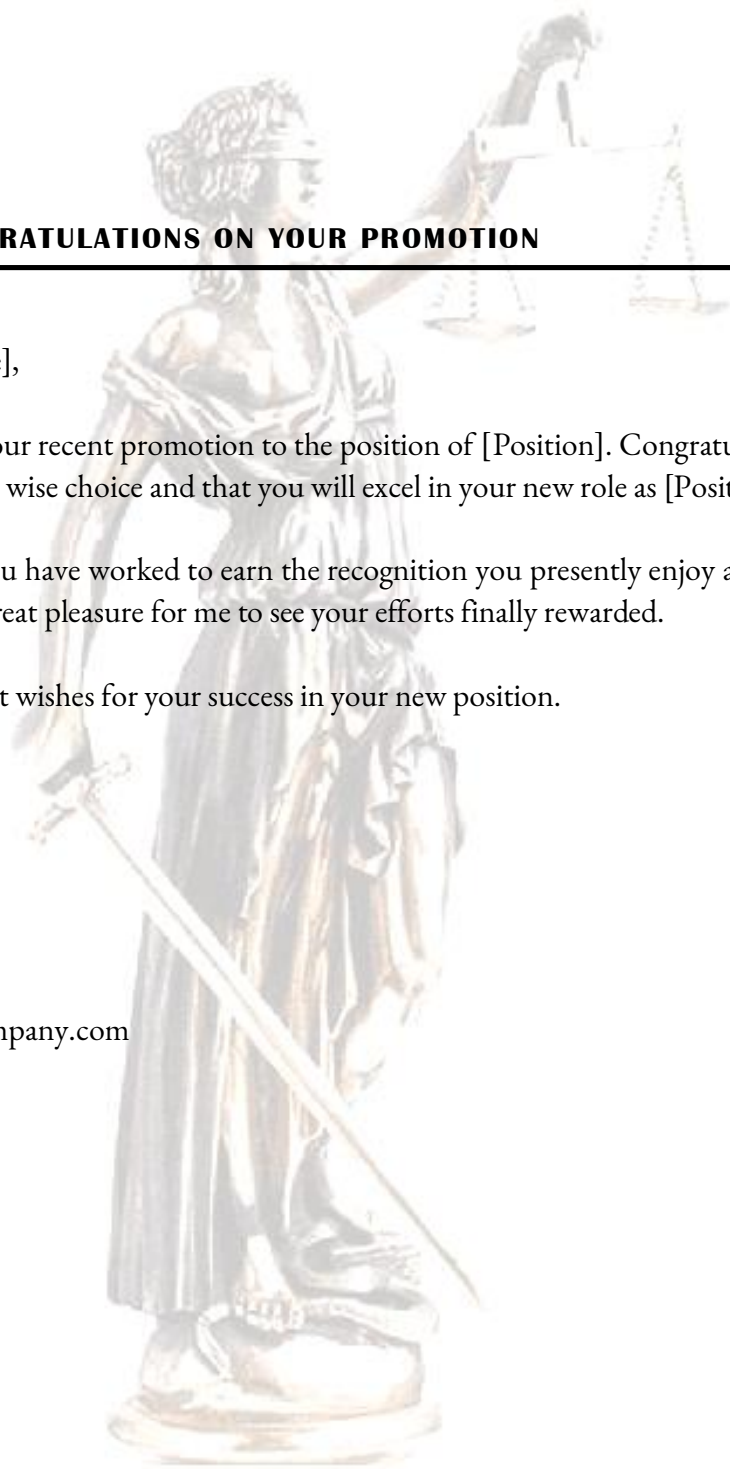 RATULATIONS ON YOUR PROMOTION
],
our recent promotion to the position of [Position]. Congratu
wise choice and that you will excel in your new role as [Posit
u have worked to earn the recognition you presently enjoy a
reat pleasure for me to see your efforts finally rewarded.
t wishes for your success in your new position.
mpany.com